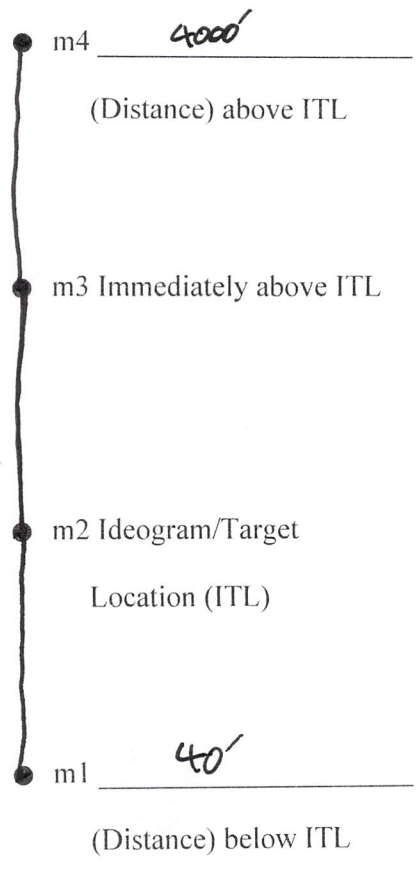 m4 4000'
(Distance) above ITL
m3 Immediately above ITL
m2 Ideogram/Target
Location (ITL)
m1 40'
(Distance) below ITL